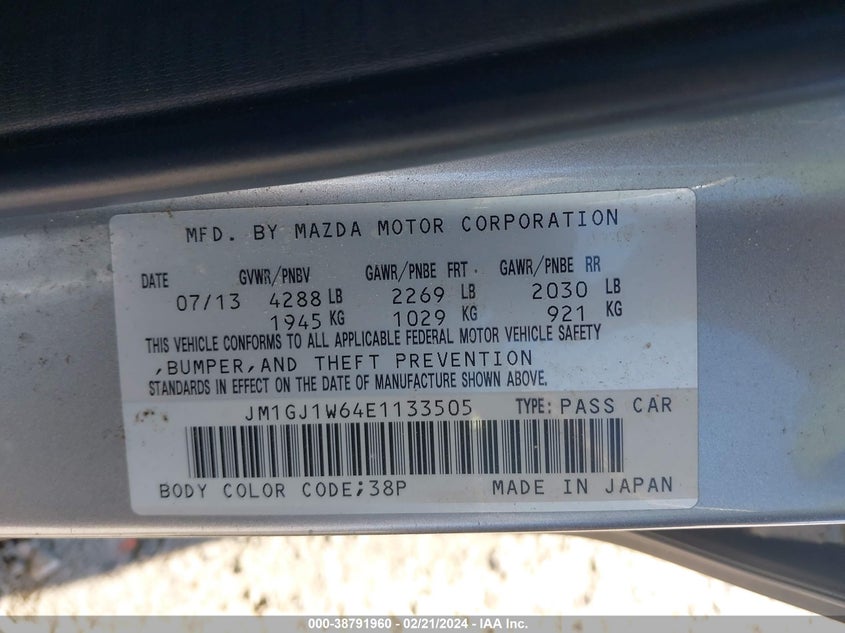 MFD. BY MAZDA MOTOR CORPORATION
DATE GVWR/PNBV GAWR/PNBE FRT. GAWR/PNBE RR
07/13 4288 LB 2269 LB 2030 LB
1945 KG 1029 KG 921 KG
THIS VEHICLE CONFORMS TO ALL APPLICABLE FEDERAL MOTOR VEHICLE SAFETY
,BUMPER,AND THEFT PREVENTION
STANDARDS IN EFFECT ON THE DATE OF MANUFACTURE SHOWN ABOVE.
JM1GJ1W64E1133505 TYPE: PASS CAR
BODY COLOR CODE;38P MADE IN JAPAN
000-38791960 - 02/21/2024 - IAA Inc.